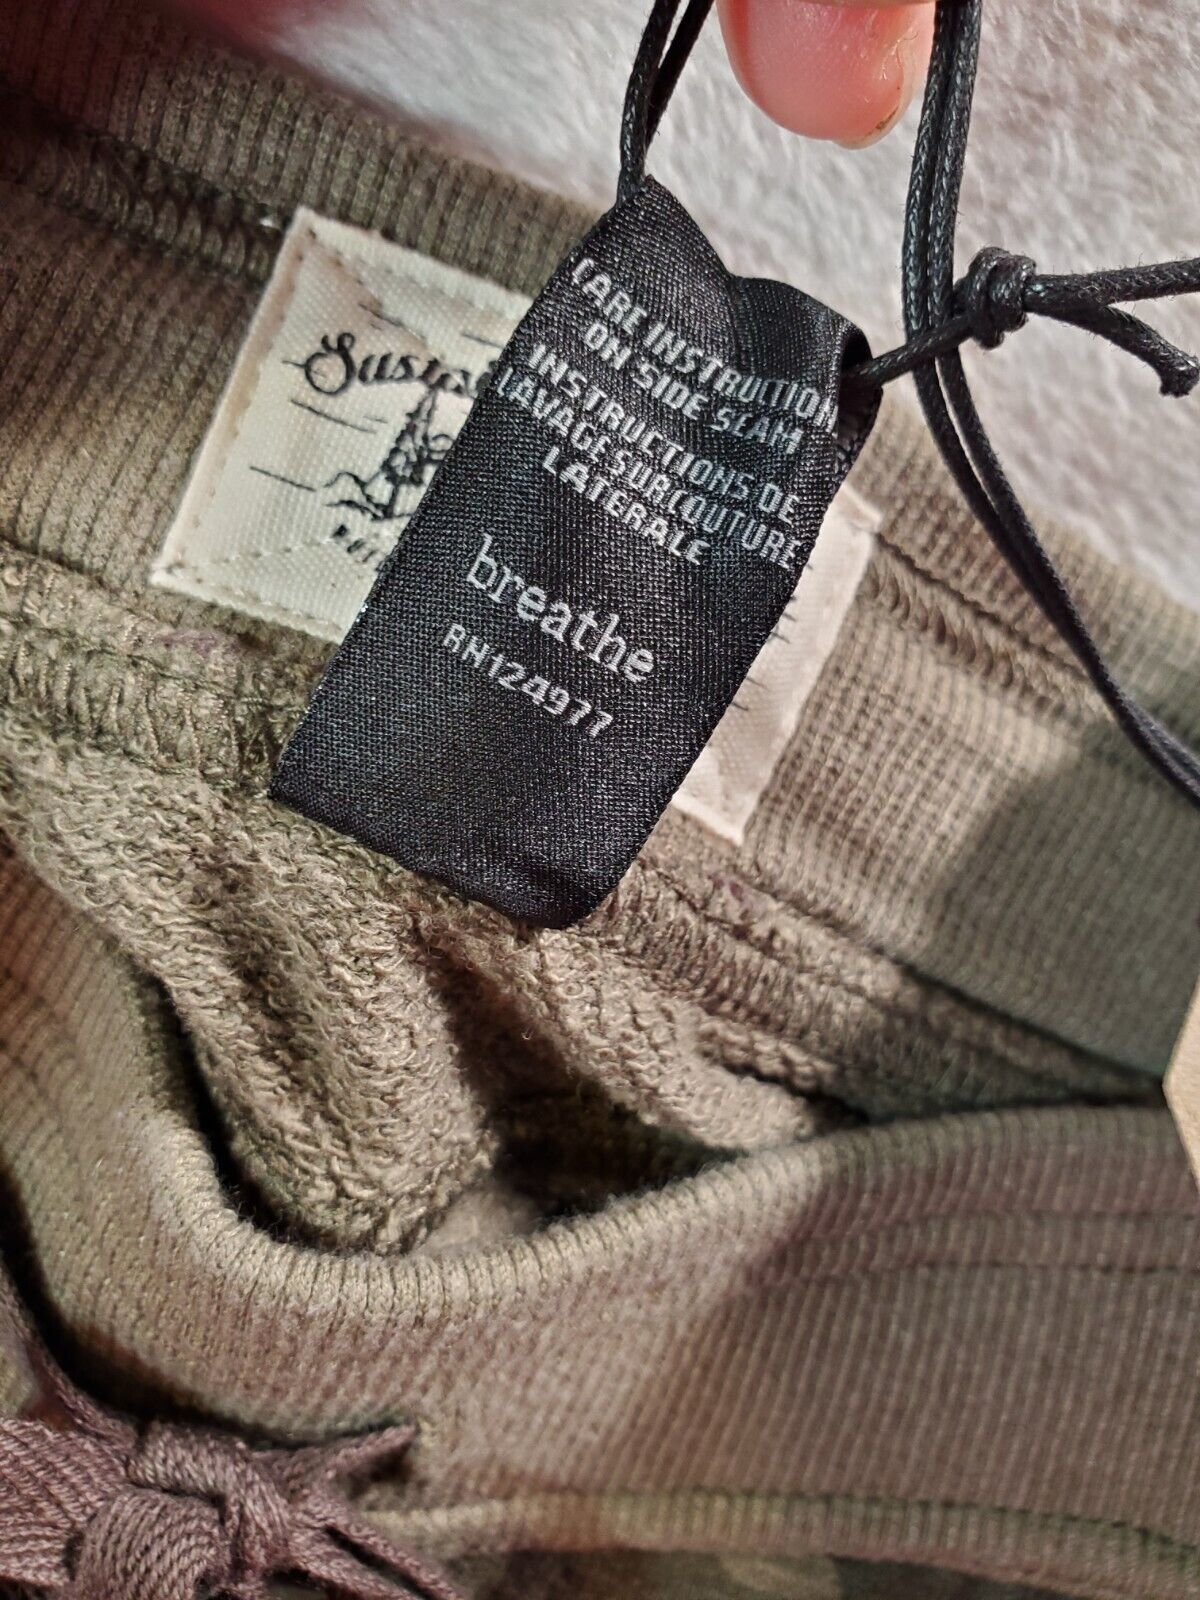 CARE INSTRUCTION
ON SIDE SEAM
INSTRUCTIONS DE
LAVAGE SUR COUTURE
LATERALE
breathe
RN124977